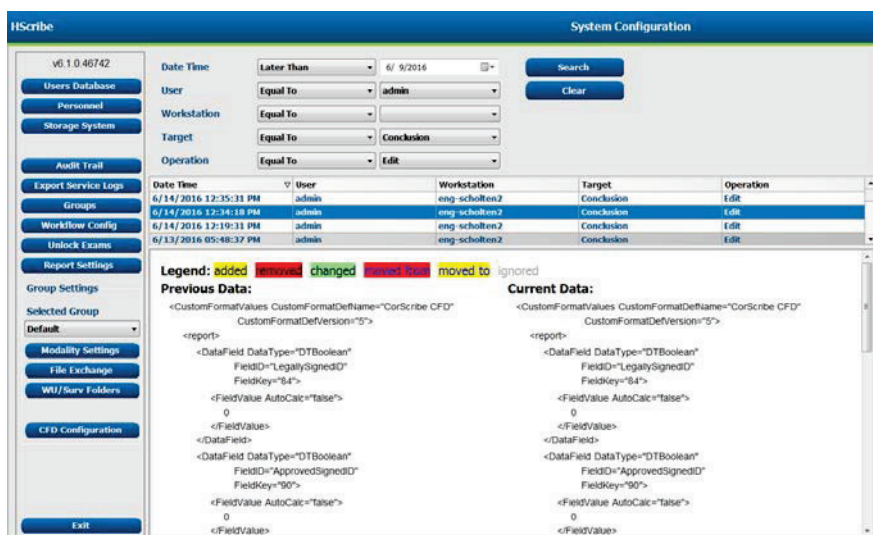 HScribe System Configuration
v6.1.0.46742
Users Database
Personnel
Storage System
Audit Trail
Export Service Logs
Groups
Workflow Config
Unlock Exams
Report Settings
Group Settings
Selected Group
Default
Modality Settings
File Exchange
WU/Surv Folders
CFD Configuration
Exit
Date Time Later Than 6/ 9/2016 Search
User Equal To admin Clear
Workstation Equal To
Target Equal To Conclusion
Operation Equal To Edit
Date Time User Workstation Target Operation
6/14/2016 12:35:31 PM admin eng-scholten2 Conclusion Edit
6/14/2016 12:34:18 PM admin eng-scholten2 Conclusion Edit
6/14/2016 12:19:31 PM admin eng-scholten2 Conclusion Edit
6/13/2016 05:48:37 PM admin eng-scholten2 Conclusion Edit
Legend: added removed changed moved from moved to ignored
Previous Data:
<CustomFormatValues CustomFormatDefName="CorScribe CFD"
CustomFormatDefVersion="5">
<report>
<DataField DataType="DTBoolean"
FieldID="LegallySignedID"
FieldKey="84">
<FieldValue AutoCalc="false">
0
</FieldValue>
</DataField>
<DataField DataType="DTBoolean"
FieldID="ApprovedSignedID"
FieldKey="90">
<FieldValue AutoCalc="false">
0
</FieldValue>
Current Data:
<CustomFormatValues CustomFormatDefName="CorScribe CFD"
CustomFormatDefVersion="5">
<report>
<DataField DataType="DTBoolean"
FieldID="LegallySignedID"
FieldKey="84">
<FieldValue AutoCalc="false">
0
</FieldValue>
</DataField>
<DataField DataType="DTBoolean"
FieldID="ApprovedSignedID"
FieldKey="90">
<FieldValue AutoCalc="false">
0
</FieldValue>